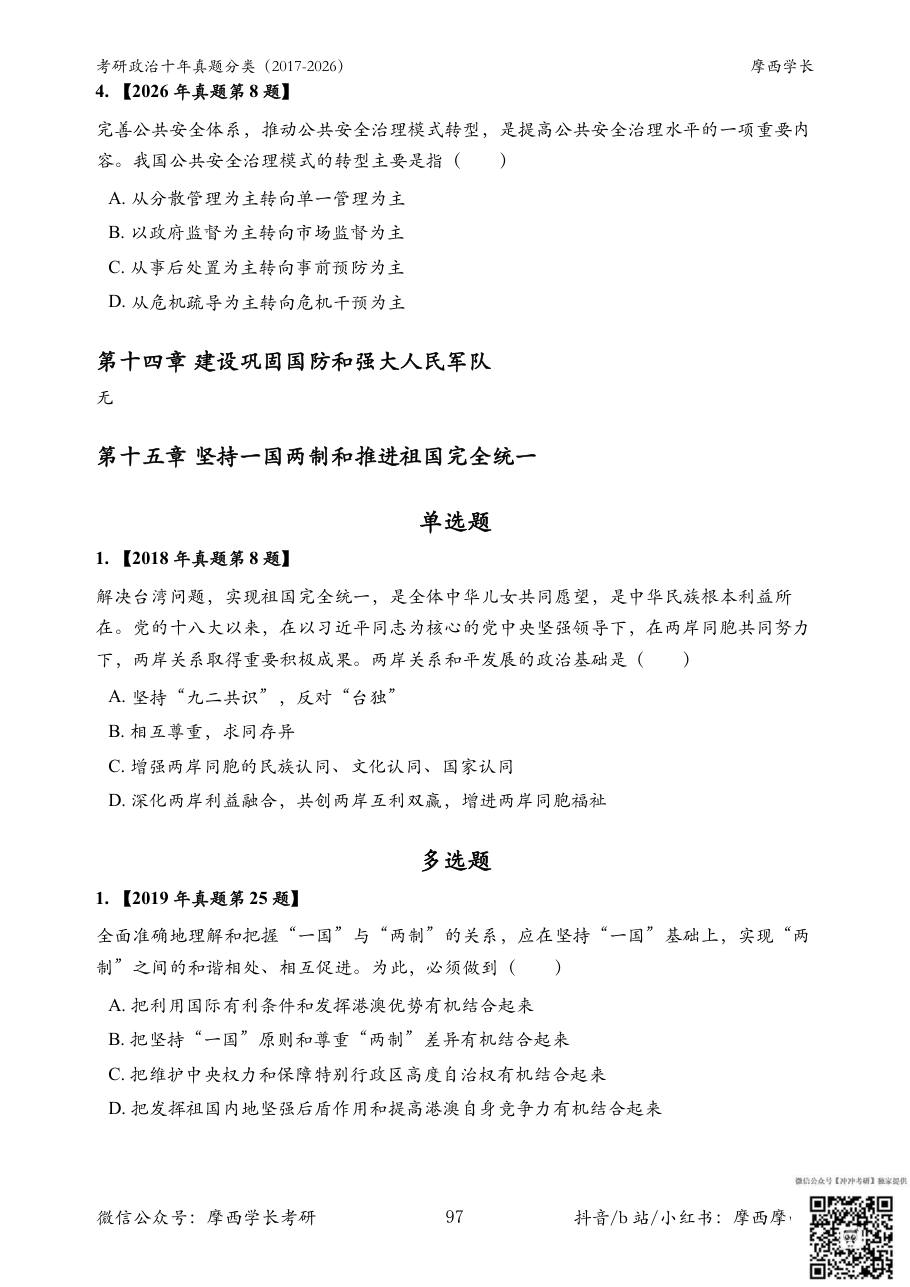 考研政治十年真题分类（2017-2026） 摩西学长
4. 【2026 年真题第 8 题】
完善公共安全体系，推动公共安全治理模式转型，是提高公共安全治理水平的一项重要内
容。我国公共安全治理模式的转型主要是指（　　）
A. 从分散管理为主转向单一管理为主
B. 以政府监督为主转向市场监督为主
C. 从事后处置为主转向事前预防为主
D. 从危机疏导为主转向危机干预为主
第十四章 建设巩固国防和强大人民军队
无
第十五章 坚持一国两制和推进祖国完全统一
单选题
1. 【2018 年真题第 8 题】
解决台湾问题，实现祖国完全统一，是全体中华儿女共同愿望，是中华民族根本利益所
在。党的十八大以来，在以习近平同志为核心的党中央坚强领导下，在两岸同胞共同努力
下，两岸关系取得重要积极成果。两岸关系和平发展的政治基础是（　　）
A. 坚持“九二共识”，反对“台独”
B. 相互尊重，求同存异
C. 增强两岸同胞的民族认同、文化认同、国家认同
D. 深化两岸利益融合，共创两岸互利双赢，增进两岸同胞福祉
多选题
1. 【2019 年真题第 25 题】
全面准确地理解和把握“一国”与“两制”的关系，应在坚持“一国”基础上，实现“两
制”之间的和谐相处、相互促进。为此，必须做到（　　）
A. 把利用国际有利条件和发挥港澳优势有机结合起来
B. 把坚持“一国”原则和尊重“两制”差异有机结合起来
C. 把维护中央权力和保障特别行政区高度自治权有机结合起来
D. 把发挥祖国内地坚强后盾作用和提高港澳自身竞争力有机结合起来
微信公众号【冲冲考研】独家提供
微信公众号：摩西学长考研 97 抖音/b 站/小红书：摩西摩